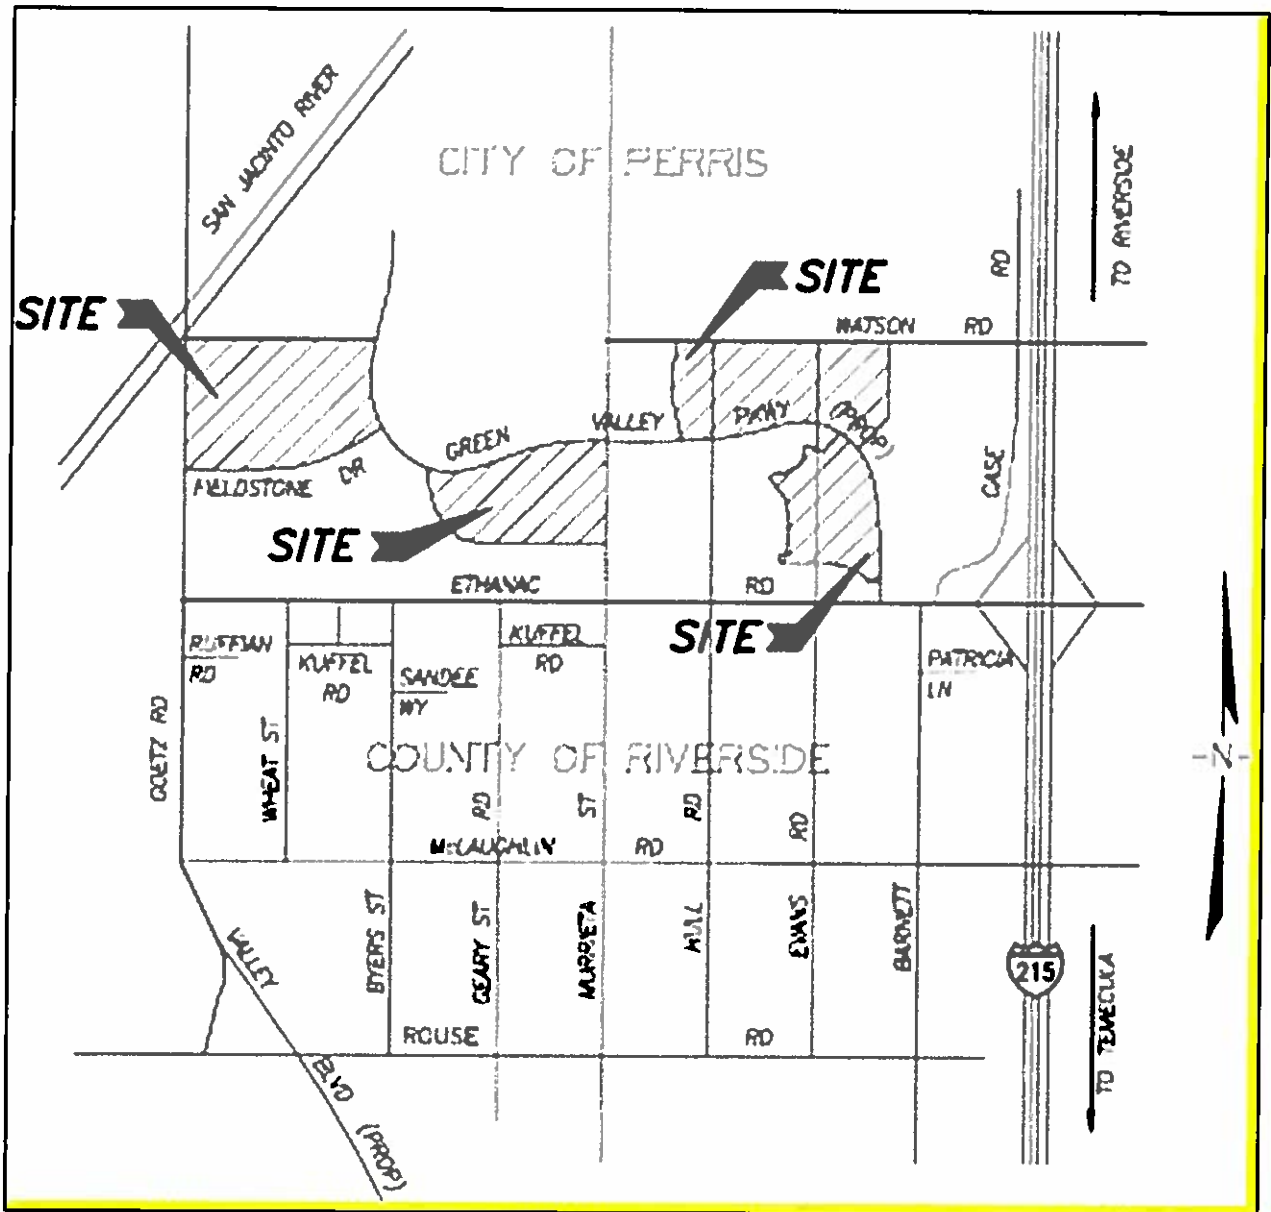 SAN JACINTO RIVER
CITY OF PERRIS
TO RIVERSIDE
SITE
SITE
WATSON RD
RD
CASE
GREEN VALLEY PKWY (PROP)
FIELDSTONE DR
SITE
ETHANAC RD
SITE
RUFFIAN
RD
KUFFEL
RD
SANDEE
WY
KUFFEL
RD
PATRICIA
LN
GOETZ RD
WHEAT ST
COUNTY OF RIVERSIDE
-N-
RD
ST
RD
RD
McLAUGHLIN RD
VALLEY
BYERS ST
GEARY ST
MURRIETA
HULL
EVANS
BARNETT
215
TO TEMECULA
ROUSE RD
BLVD (PROP)